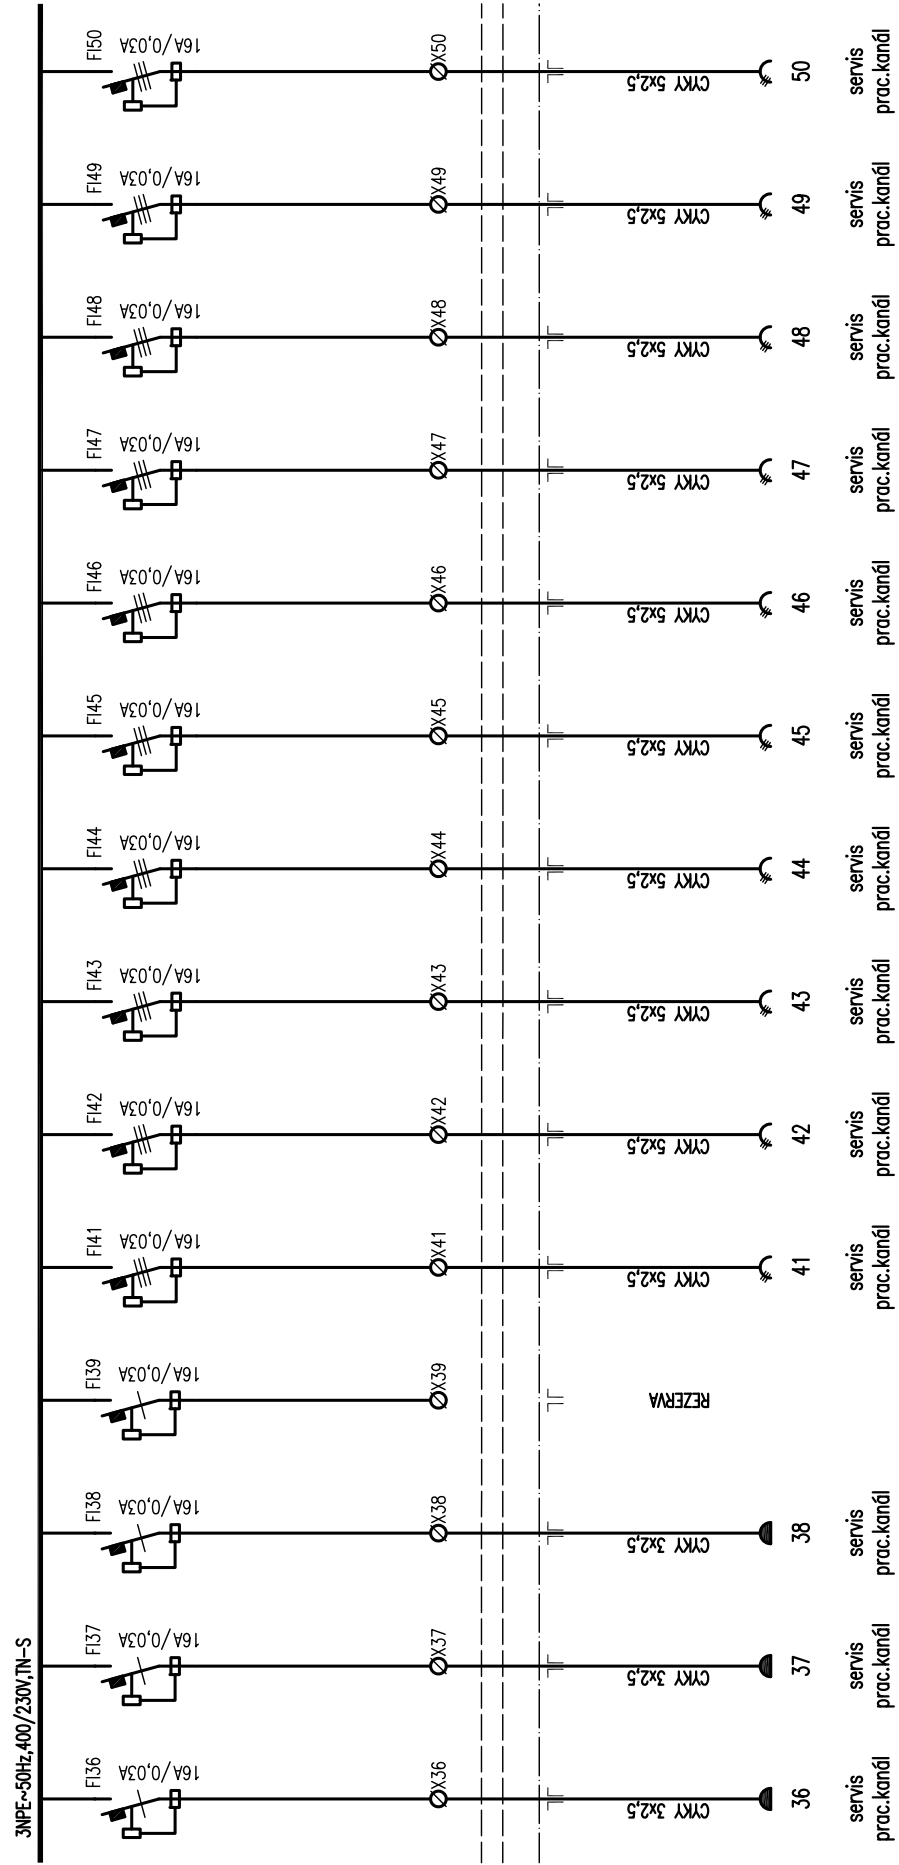 3NPE~50Hz,400/230V,TN-S
FI36
16A/0,03A
X36
CYKY 3x2,5
36
servis
prac.kanál
FI37
16A/0,03A
X37
CYKY 3x2,5
37
servis
prac.kanál
FI38
16A/0,03A
X38
CYKY 3x2,5
38
servis
prac.kanál
FI39
16A/0,03A
X39
REZERVA
FI41
16A/0,03A
X41
CYKY 5x2,5
41
servis
prac.kanál
FI42
16A/0,03A
X42
CYKY 5x2,5
42
servis
prac.kanál
FI43
16A/0,03A
X43
CYKY 5x2,5
43
servis
prac.kanál
FI44
16A/0,03A
X44
CYKY 5x2,5
44
servis
prac.kanál
FI45
16A/0,03A
X45
CYKY 5x2,5
45
servis
prac.kanál
FI46
16A/0,03A
X46
CYKY 5x2,5
46
servis
prac.kanál
FI47
16A/0,03A
X47
CYKY 5x2,5
47
servis
prac.kanál
FI48
16A/0,03A
X48
CYKY 5x2,5
48
servis
prac.kanál
FI49
16A/0,03A
X49
CYKY 5x2,5
49
servis
prac.kanál
FI50
16A/0,03A
X50
CYKY 5x2,5
50
servis
prac.kanál